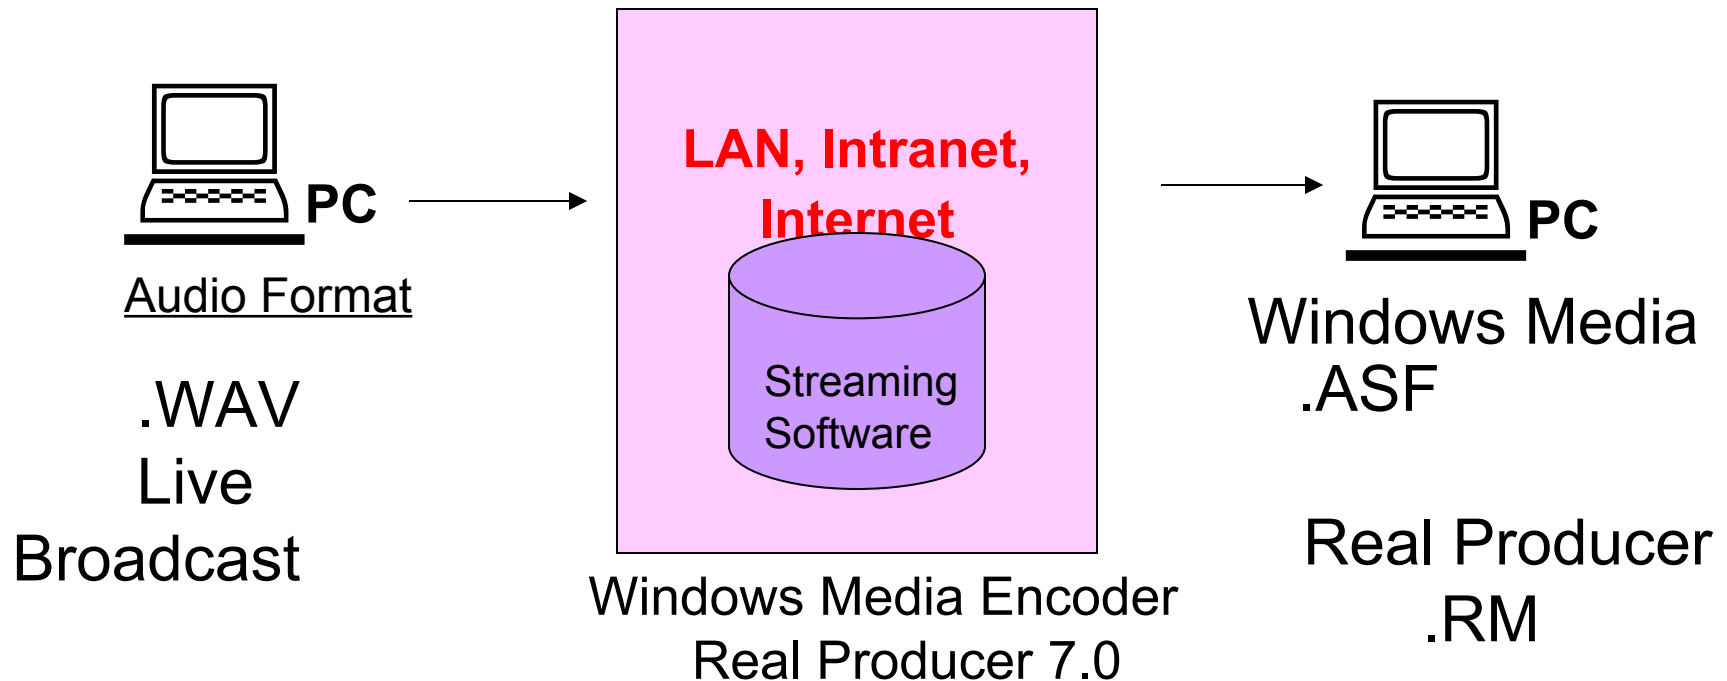 PC
Audio Format
.WAV
Live
Broadcast
LAN, Intranet,
Internet
Streaming
Software
Windows Media Encoder
Real Producer 7.0
PC
Windows Media
.ASF
Real Producer
.RM